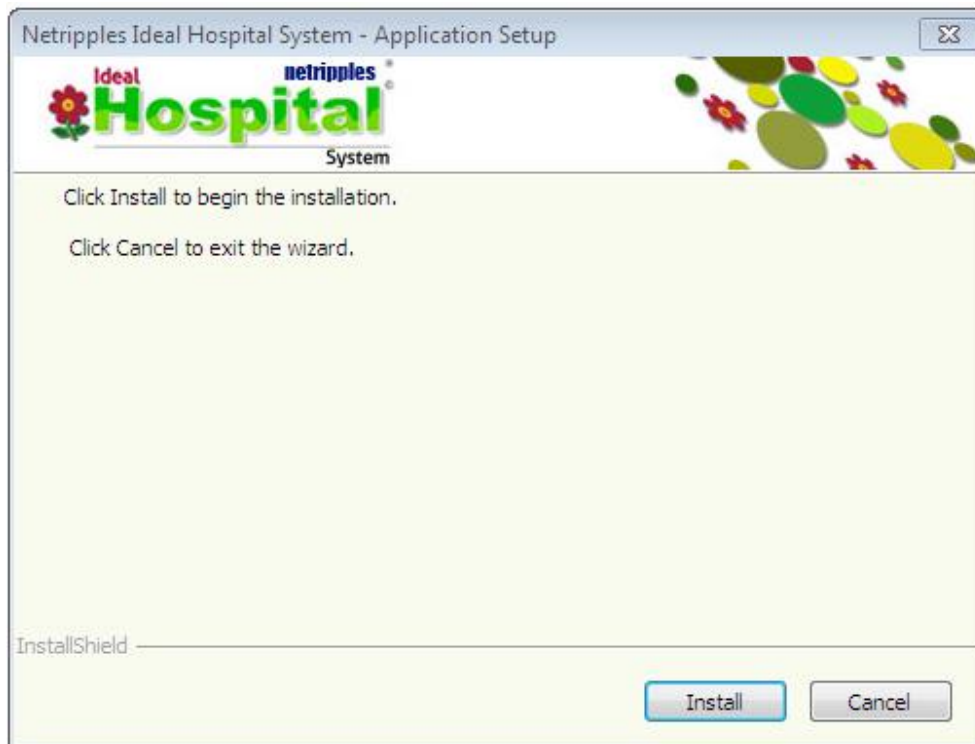 Netripples Ideal Hospital System - Application Setup
Ideal netripples
Hospital
System
Click Install to begin the installation.
Click Cancel to exit the wizard.
InstallShield
Install Cancel